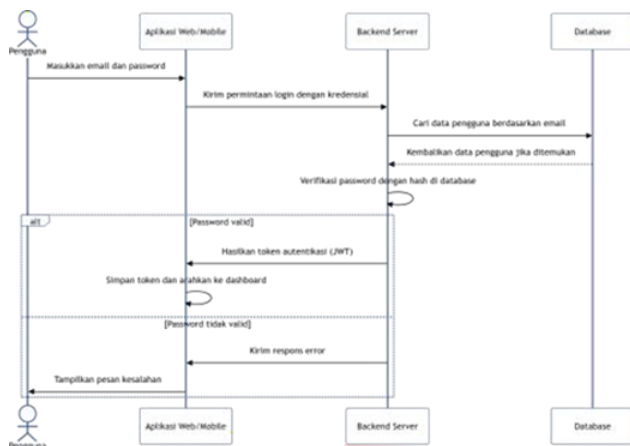 Pengguna
Aplikasi Web/Mobile
Backend Server
Database
Masukkan email dan password
Kirim permintaan login dengan kredensial
Cari data pengguna berdasarkan email
Kembalikan data pengguna jika ditemukan
Verifikasi password dengan hash di database
alt
[Password valid]
Hasilkan token autentikasi (JWT)
Simpan token dan arahkan ke dashboard
[Password tidak valid]
Kirim respons error
Tampilkan pesan kesalahan
Pengguna
Aplikasi Web/Mobile
Backend Server
Database